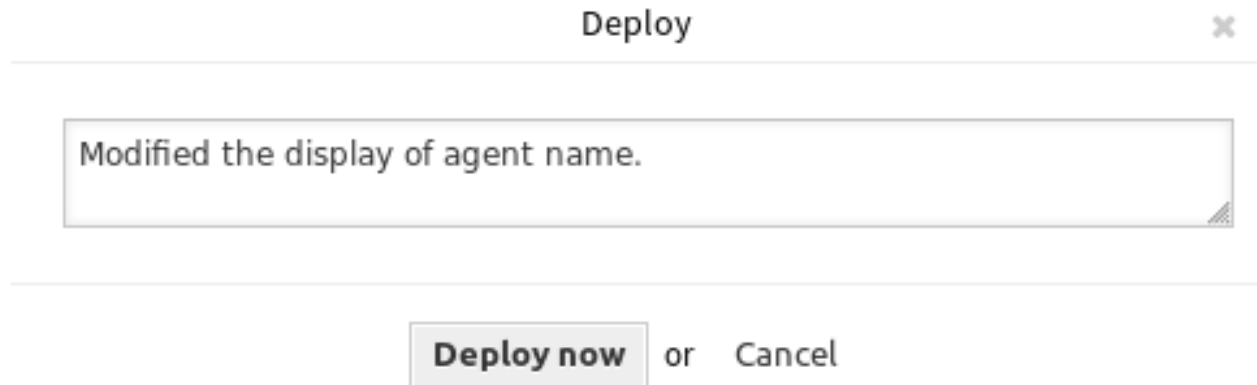 Deploy
Modified the display of agent name.
Deploy now or Cancel